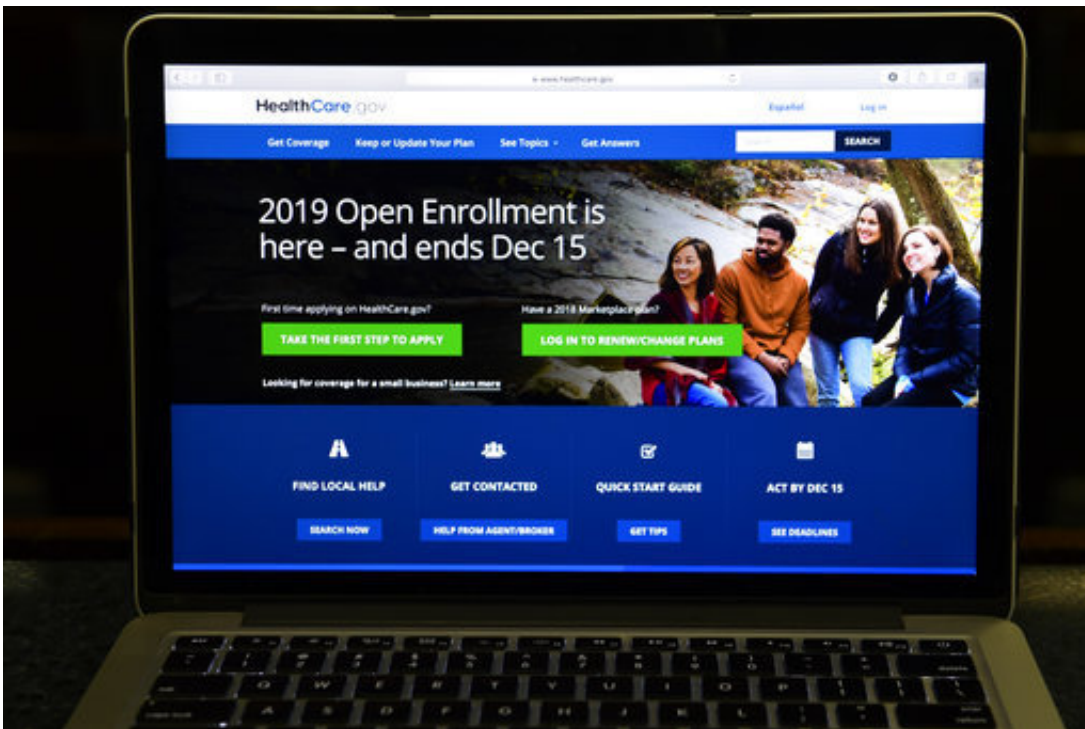 www.healthcare.gov
HealthCare.gov
Español
Log in
Get Coverage
Keep or Update Your Plan
See Topics
Get Answers
SEARCH
2019 Open Enrollment is
here – and ends Dec 15
First time applying on HealthCare.gov?
Have a 2018 Marketplace plan?
TAKE THE FIRST STEP TO APPLY
LOG IN TO RENEW/CHANGE PLANS
Looking for coverage for a small business? Learn more
FIND LOCAL HELP
GET CONTACTED
QUICK START GUIDE
ACT BY DEC 15
SEARCH NOW
HELP FROM AGENT/BROKER
GET TIPS
SEE DEADLINES
Q W E R T Y U I O P
A S D F G H J K L